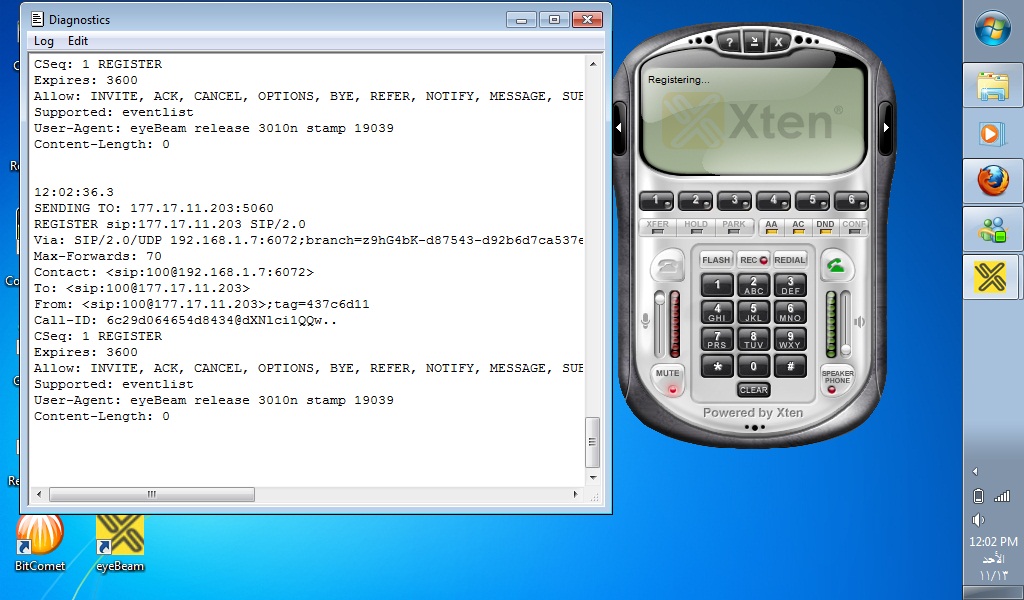 Diagnostics
Log Edit
CSeq: 1 REGISTER
Expires: 3600
Allow: INVITE, ACK, CANCEL, OPTIONS, BYE, REFER, NOTIFY, MESSAGE, SUB
Supported: eventlist
User-Agent: eyeBeam release 3010n stamp 19039
Content-Length: 0
12:02:36.3
SENDING TO: 177.17.11.203:5060
REGISTER sip:177.17.11.203 SIP/2.0
Via: SIP/2.0/UDP 192.168.1.7:6072;branch=z9hG4bK-d87543-d92b6d7ca537e
Max-Forwards: 70
Contact: <sip:100@192.168.1.7:6072>
To: <sip:100@177.17.11.203>
From: <sip:100@177.17.11.203>;tag=437c6d11
Call-ID: 6c29d064654d8434@dXNlci1QQw..
CSeq: 1 REGISTER
Expires: 3600
Allow: INVITE, ACK, CANCEL, OPTIONS, BYE, REFER, NOTIFY, MESSAGE, SUB
Supported: eventlist
User-Agent: eyeBeam release 3010n stamp 19039
Content-Length: 0
BitComet
eyeBeam
? X
Registering...
Xten®
1 2 3 4 5 6
XFER HOLD PARK AA AC DND CONF
FLASH REC REDIAL
1 2 ABC 3 DEF
4 GHI 5 JKL 6 MNO
7 PRS 8 TUV 9 WXY
* 0 #
MUTE
SPEAKER
PHONE
CLEAR
Powered by Xten
12:02 PM
الأحد
١١/١٣